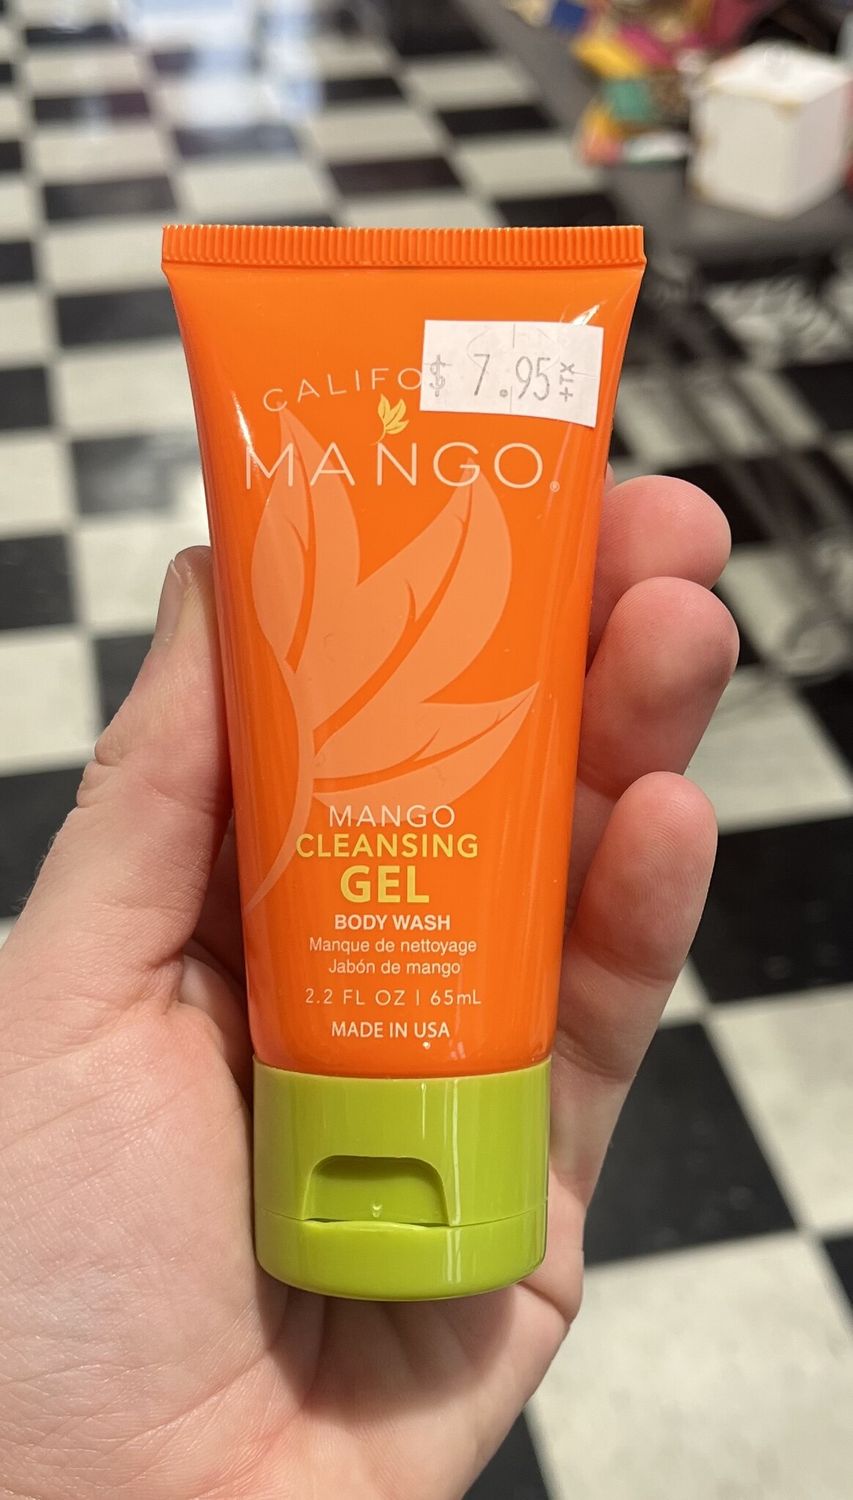 CALIFO
$ 7.95 +TX
MANGO®
MANGO
CLEANSING
GEL
BODY WASH
Manque de nettoyage
Jabón de mango
2.2 FL OZ | 65mL
MADE IN USA